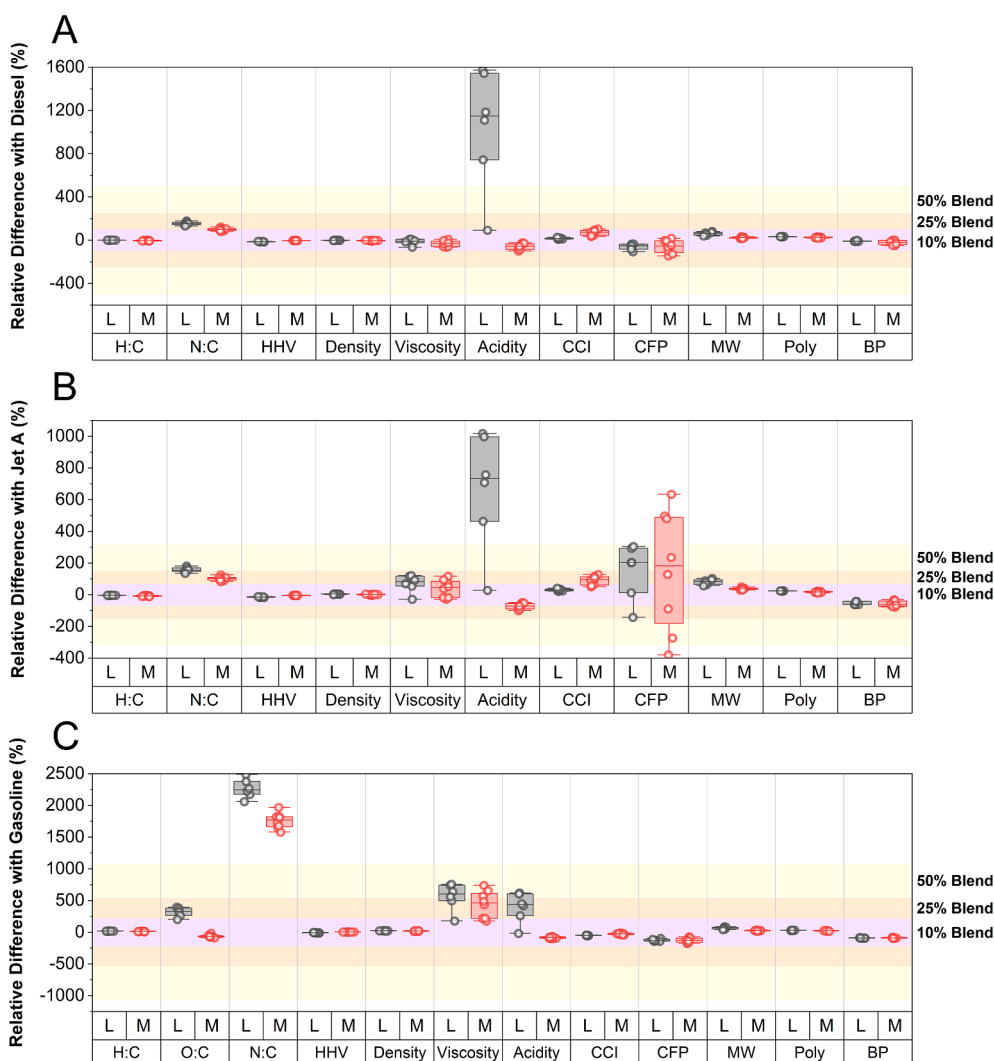 A
Relative Difference with Diesel (%)
1600
1200
800
400
0
-400
50% Blend
25% Blend
10% Blend
L M L M L M L M L M L M L M L M L M L M L M
H:C N:C HHV Density Viscosity Acidity CCI CFP MW Poly BP
B
Relative Difference with Jet A (%)
1000
800
600
400
200
0
-200
-400
50% Blend
25% Blend
10% Blend
L M L M L M L M L M L M L M L M L M L M L M
H:C N:C HHV Density Viscosity Acidity CCI CFP MW Poly BP
C
Relative Difference with Gasoline (%)
2500
2000
1500
1000
500
0
-500
-1000
50% Blend
25% Blend
10% Blend
L M L M L M L M L M L M L M L M L M L M L M L M
H:C O:C N:C HHV Density Viscosity Acidity CCI CFP MW Poly BP